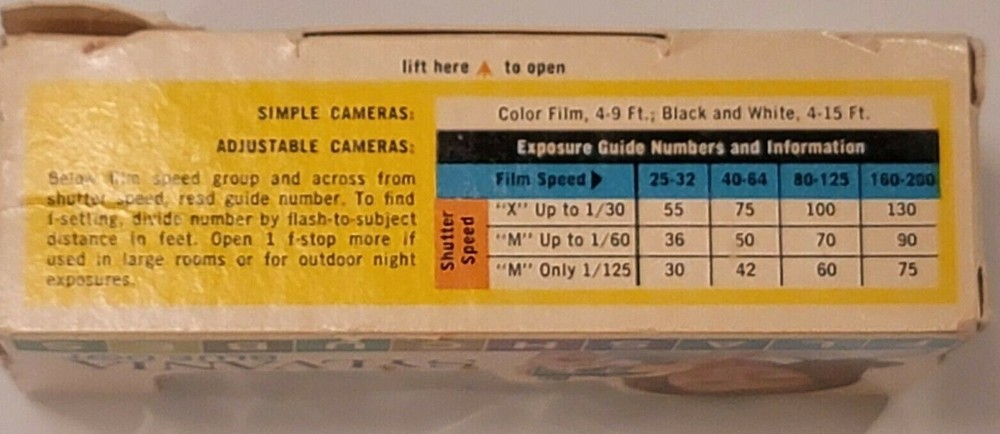 lift here ▲ to open
SIMPLE CAMERAS: Color Film, 4-9 Ft.; Black and White, 4-15 Ft.
ADJUSTABLE CAMERAS:
Below film speed group and across from
shutter speed, read guide number. To find
f-setting, divide number by flash-to-subject
distance in feet. Open 1 f-stop more if
used in large rooms or for outdoor night
exposures.
Exposure Guide Numbers and Information
Film Speed ▶ 25-32 40-64 80-125 160-200
Shutter Speed
"X" Up to 1/30 55 75 100 130
"M" Up to 1/60 36 50 70 90
"M" Only 1/125 30 42 60 75
SYLVANIA